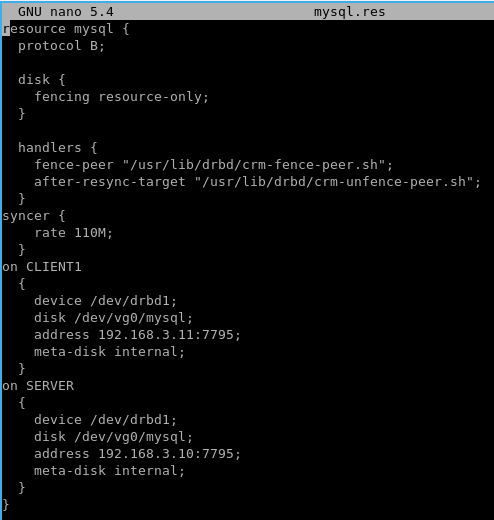 GNU nano 5.4 mysql.res
resource mysql {
protocol B;
disk {
fencing resource-only;
}
handlers {
fence-peer "/usr/lib/drbd/crm-fence-peer.sh";
after-resync-target "/usr/lib/drbd/crm-unfence-peer.sh";
}
syncer {
rate 110M;
}
on CLIENT1
{
device /dev/drbd1;
disk /dev/vg0/mysql;
address 192.168.3.11:7795;
meta-disk internal;
}
on SERVER
{
device /dev/drbd1;
disk /dev/vg0/mysql;
address 192.168.3.10:7795;
meta-disk internal;
}
}